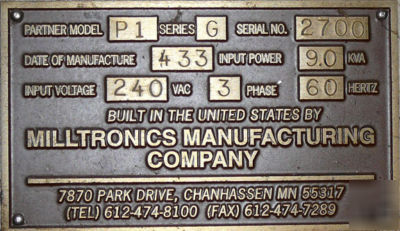 PARTNER MODEL P1 SERIES G SERIAL NO. 2700
DATE OF MANUFACTURE 433 INPUT POWER 9.0 KVA
INPUT VOLTAGE 240 VAC 3 PHASE 60 HERTZ
BUILT IN THE UNITED STATES BY
MILLTRONICS MANUFACTURING
COMPANY
7870 PARK DRIVE, CHANHASSEN MN 55317
(TEL) 612-474-8100 (FAX) 612-474-7289